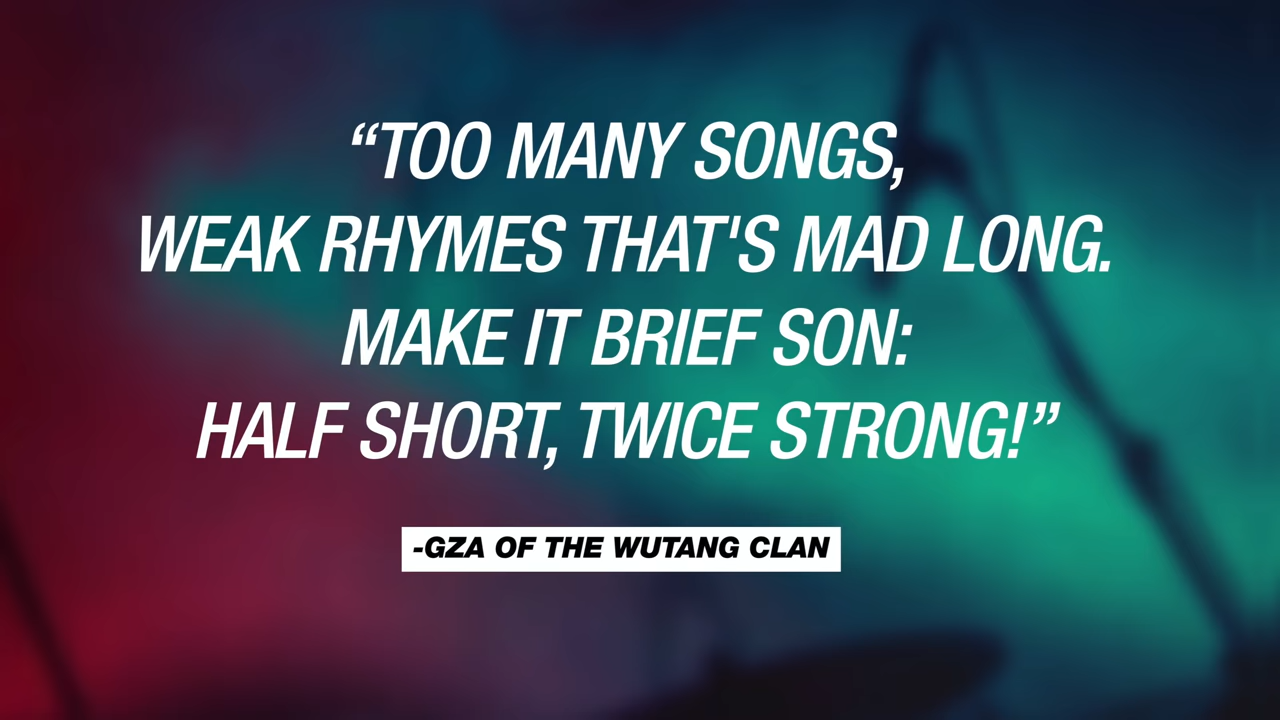 “TOO MANY SONGS,
WEAK RHYMES THAT'S MAD LONG.
MAKE IT BRIEF SON:
HALF SHORT, TWICE STRONG!”
-GZA OF THE WUTANG CLAN